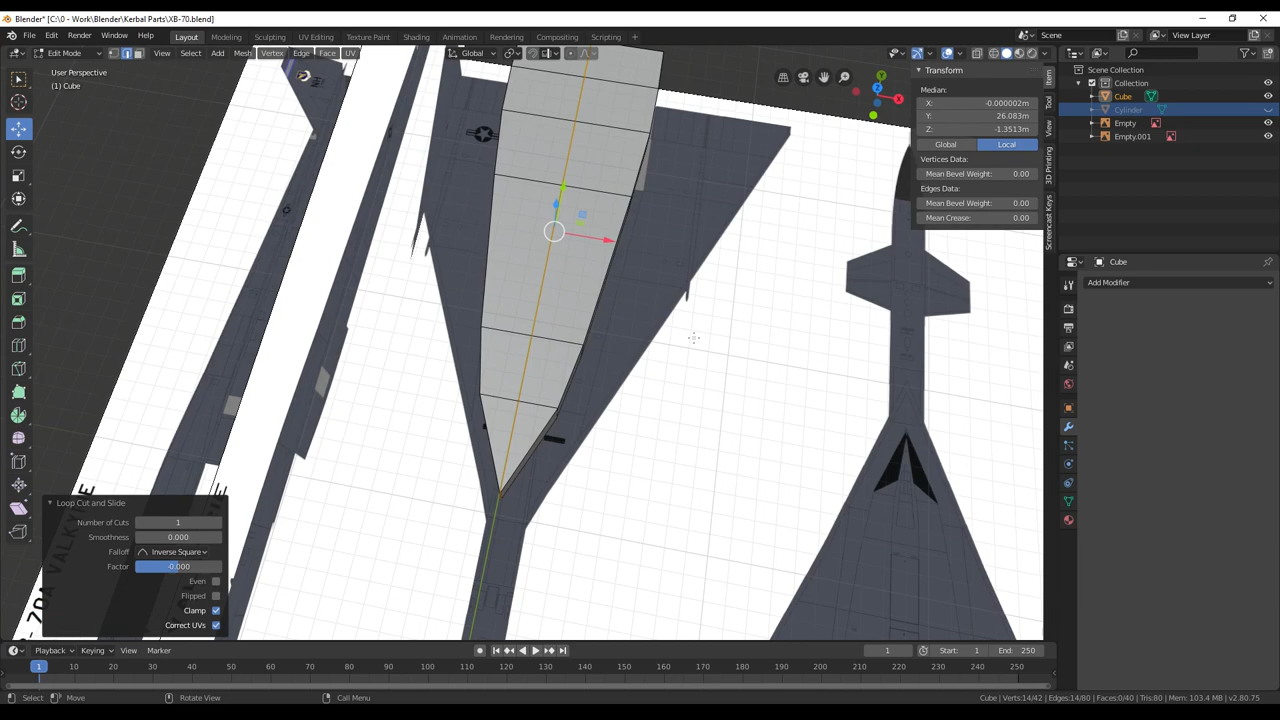 Blender* [C:\0 - Work\Blender\Kerbal Parts\XB-70.blend]
File Edit Render Window Help Layout Modeling Sculpting UV Editing Texture Paint Shading Animation Rendering Compositing Scripting + Scene View Layer
Edit Mode View Select Add Mesh Vertex Edge Face UV Global
User Perspective
(1) Cube
Transform
Median:
X: -0.000002m
Y: 26.083m
Z: -1.3513m
Global Local
Vertices Data:
Mean Bevel Weight: 0.00
Edges Data:
Mean Bevel Weight: 0.00
Mean Crease: 0.00
Item
Tool
View
3D Printing
Screencast Keys
Y
Z
X
Scene Collection
Collection
Cube
Cylinder
Empty
Empty.001
Cube
Add Modifier
Loop Cut and Slide
Number of Cuts 1
Smoothness 0.000
Falloff Inverse Square
Factor -0.000
Even
Flipped
Clamp
Correct UVs
Playback Keying View Marker 1 Start: 1 End: 250
1 10 20 30 40 50 60 70 80 90 100 110 120 130 140 150 160 170 180 190 200 210 220 230 240 250
Select Move Rotate View Call Menu Cube | Verts:14/42 | Edges:14/80 | Faces:0/40 | Tris:80 | Mem: 103.4 MB | v2.80.75